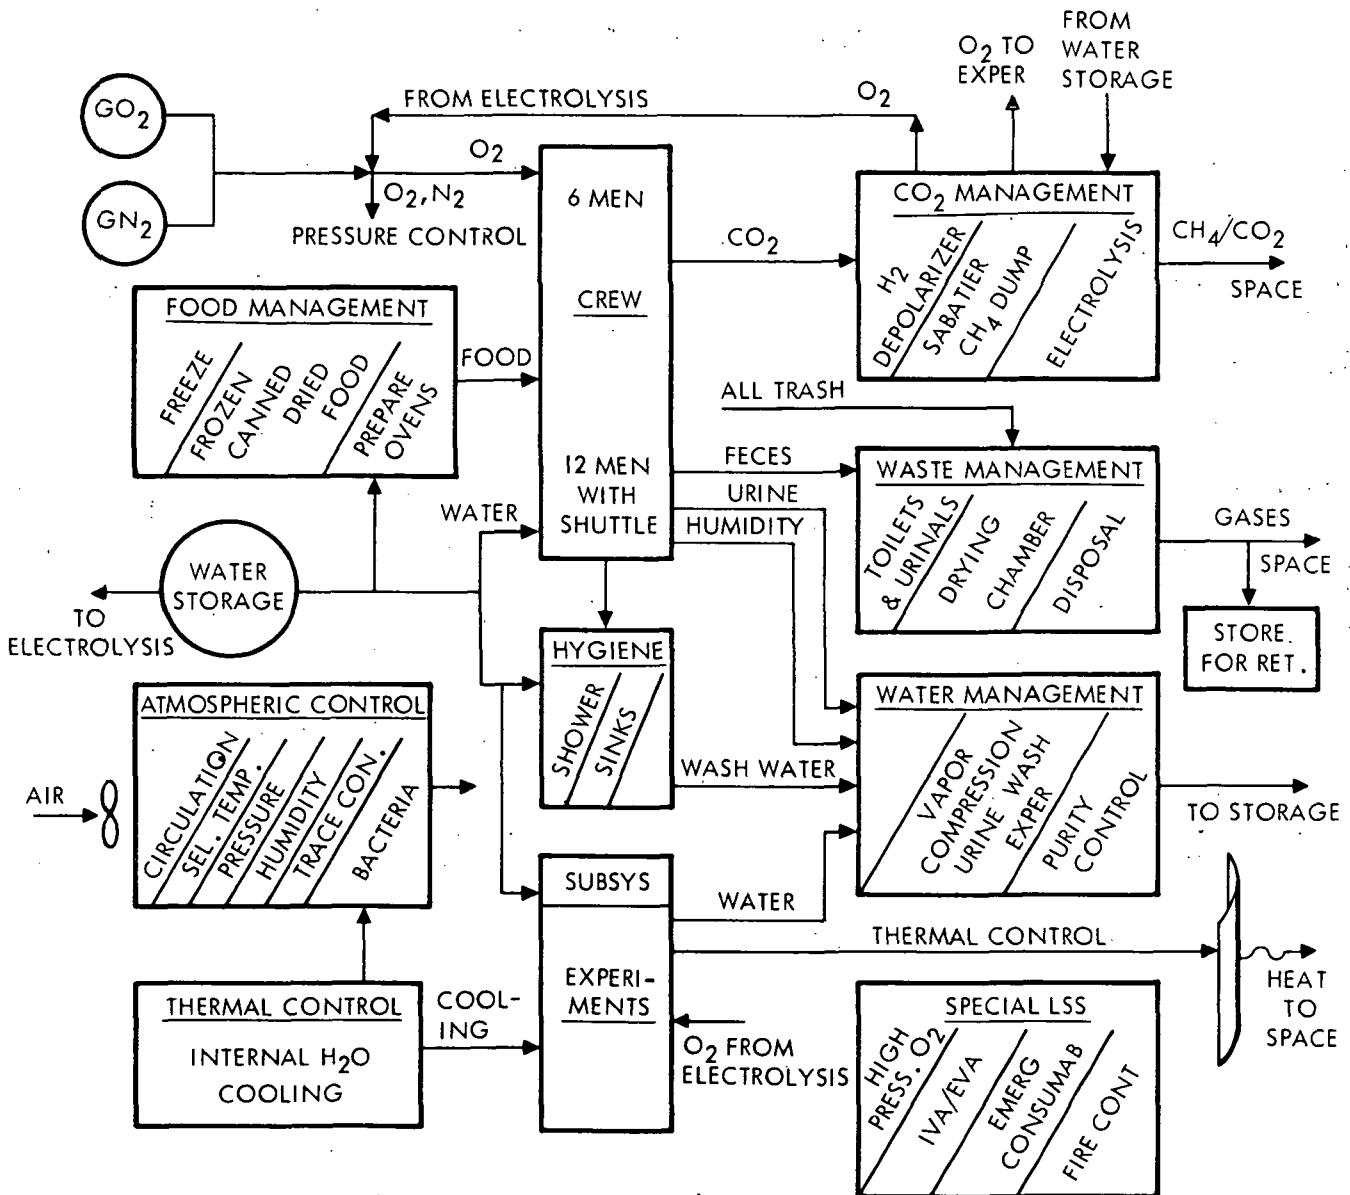 FROM
WATER
STORAGE
O2 TO
EXPER
O2
FROM ELECTROLYSIS
GO2
GN2
O2
O2, N2
PRESSURE CONTROL
6 MEN
CREW
12 MEN
WITH
SHUTTLE
CO2
CO2 MANAGEMENT
H2
DEPOLARIZER
SABATIER
CH4 DUMP
ELECTROLYSIS
CH4/CO2
SPACE
FOOD MANAGEMENT
FREEZE
FROZEN
CANNED
DRIED
FOOD
PREPARE
OVENS
FOOD
ALL TRASH
FECES
URINE
HUMIDITY
WASTE MANAGEMENT
TOILETS
& URINALS
DRYING
CHAMBER
DISPOSAL
GASES
SPACE
STORE.
FOR RET.
WATER
WATER
STORAGE
TO
ELECTROLYSIS
HYGIENE
SHOWER
SINKS
WASH WATER
WATER MANAGEMENT
VAPOR
COMPRESSION
URINE WASH
EXPER
PURITY
CONTROL
TO STORAGE
ATMOSPHERIC CONTROL
CIRCULATION
SEL. TEMP.
PRESSURE
HUMIDITY
TRACE CON.
BACTERIA
AIR
SUBSYS
EXPERI-
MENTS
WATER
THERMAL CONTROL
HEAT
TO
SPACE
THERMAL CONTROL
INTERNAL H2O
COOLING
COOL-
ING
O2 FROM
ELECTROLYSIS
SPECIAL LSS
HIGH
PRESS. O2
IVA/EVA
EMERG
CONSUMAB
FIRE CONT